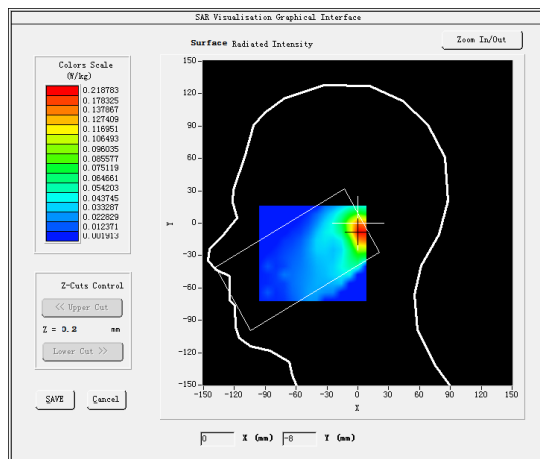 SAR Visualization Graphical Interface
Surface Radiated Intensity
Zoom In/Out
Colors Scale
(W/kg)
0.218783
0.178325
0.137867
0.127409
0.116951
0.106493
0.096035
0.085577
0.075119
0.064661
0.054203
0.043745
0.033287
0.022829
0.012371
0.001913
150
120
90
60
30
0
-30
-60
-90
-120
-150
Y
-150 -120 -90 -60 -30 0 30 60 90 120 150
X
Z-Cuts Control
<< Upper Cut
Z = 0.2 mm
Lower Cut >>
SAVE Cancel
0 X (mm) -8 Y (mm)